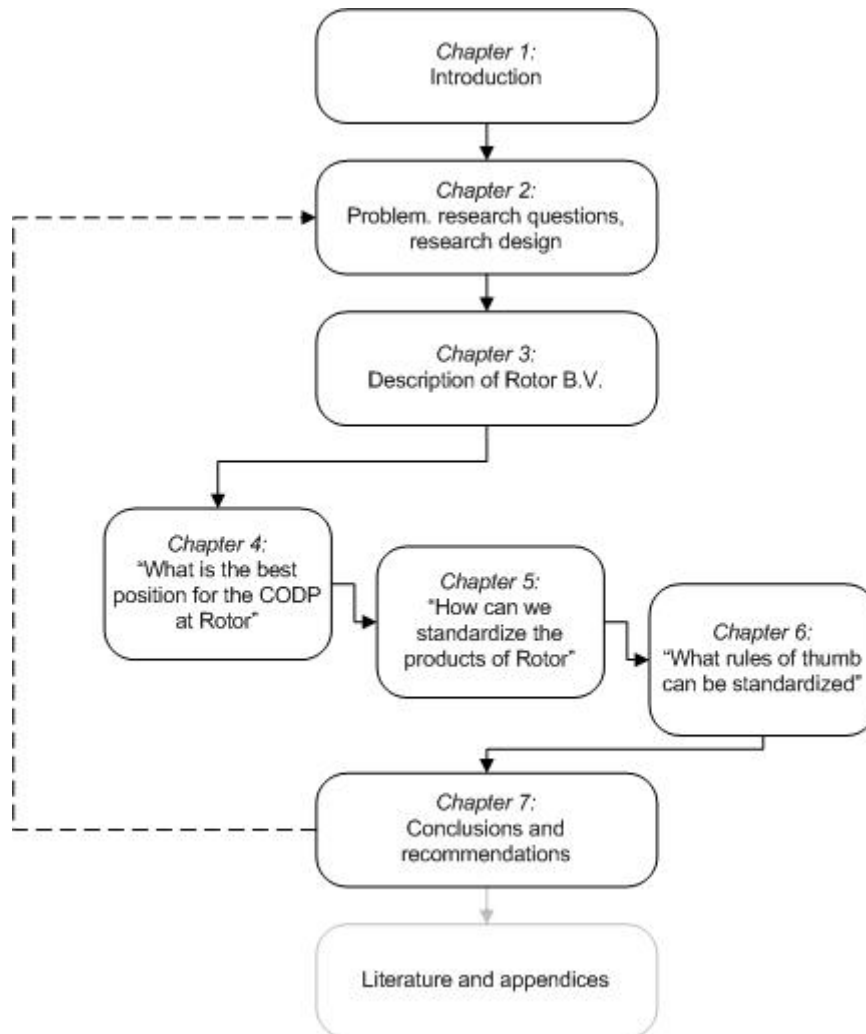 Chapter 1:
Introduction
Chapter 2:
Problem. research questions,
research design
Chapter 3:
Description of Rotor B.V.
Chapter 4:
“What is the best
position for the CODP
at Rotor”
Chapter 5:
“How can we
standardize the
products of Rotor”
Chapter 6:
“What rules of thumb
can be standardized”
Chapter 7:
Conclusions and
recommendations
Literature and appendices